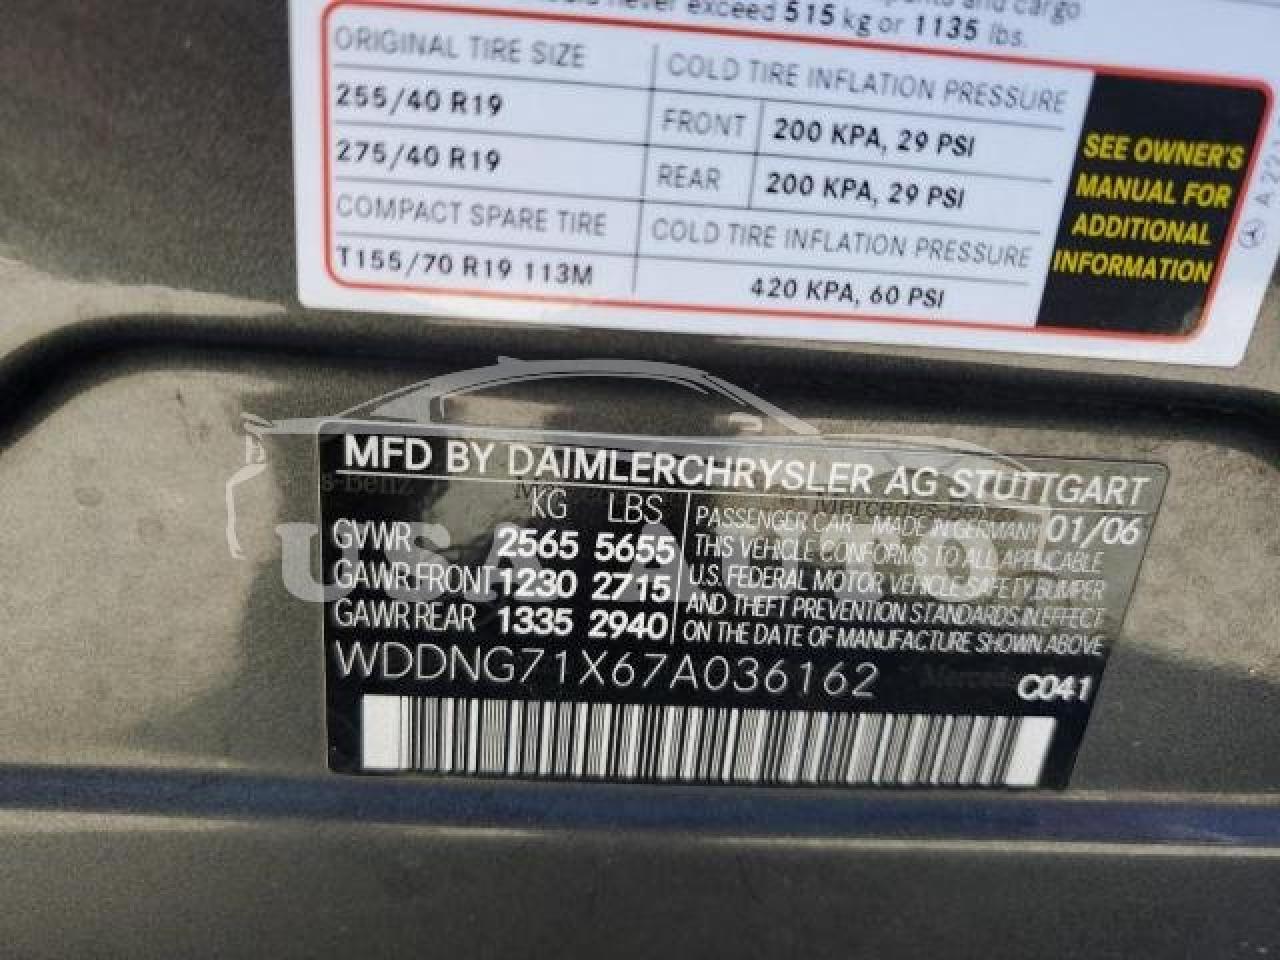 never exceed 515 kg or 1135 lbs.
and cargo
ORIGINAL TIRE SIZE
COLD TIRE INFLATION PRESSURE
255/40 R19
FRONT
200 KPA, 29 PSI
275/40 R19
REAR
200 KPA, 29 PSI
COMPACT SPARE TIRE
COLD TIRE INFLATION PRESSURE
T155/70 R19 113M
420 KPA, 60 PSI
SEE OWNER'S
MANUAL FOR
ADDITIONAL
INFORMATION
MFD BY DAIMLERCHRYSLER AG STUTTGART
KG LBS
GVWR 2565 5655
GAWR FRONT 1230 2715
GAWR REAR 1335 2940
PASSENGER CAR - MADE IN GERMANY 01/06
THIS VEHICLE CONFORMS TO ALL APPLICABLE
U.S. FEDERAL MOTOR VEHICLE SAFETY BUMPER
AND THEFT PREVENTION STANDARDS IN EFFECT
ON THE DATE OF MANUFACTURE SHOWN ABOVE
WDDNG71X67A036162
C041
USA AUTO